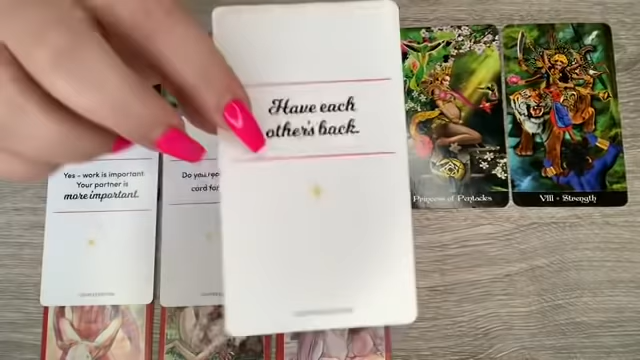 Have each
other's back.
Yes – work is important.
Your partner is
more important.
Do you
card for
Princess of Pentacles
VIII • Strength